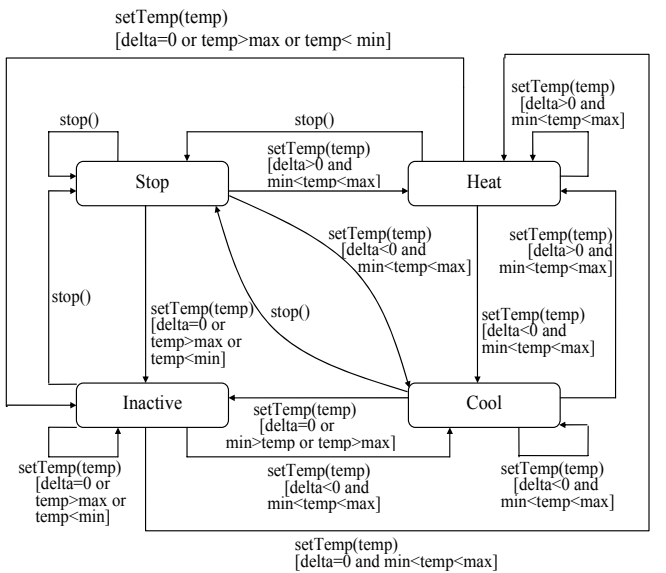 setTemp(temp)
[delta=0 or temp>max or temp< min]
setTemp(temp)
[delta>0 and
min<temp<max]
stop()
stop()
setTemp(temp)
[delta>0 and
min<temp<max]
Stop
Heat
setTemp(temp)
[delta<0 and
min<temp<max]
setTemp(temp)
[delta>0 and
min<temp<max]
stop()
setTemp(temp)
[delta=0 or
temp>max or
temp<min]
stop()
setTemp(temp)
[delta<0 and
min<temp<max]
Inactive
Cool
setTemp(temp)
[delta=0 or
min>temp or temp>max]
setTemp(temp)
[delta=0 or
temp>max or
temp<min]
setTemp(temp)
[delta<0 and
min<temp<max]
setTemp(temp)
[delta<0 and
min<temp<max]
setTemp(temp)
[delta=0 and min<temp<max]